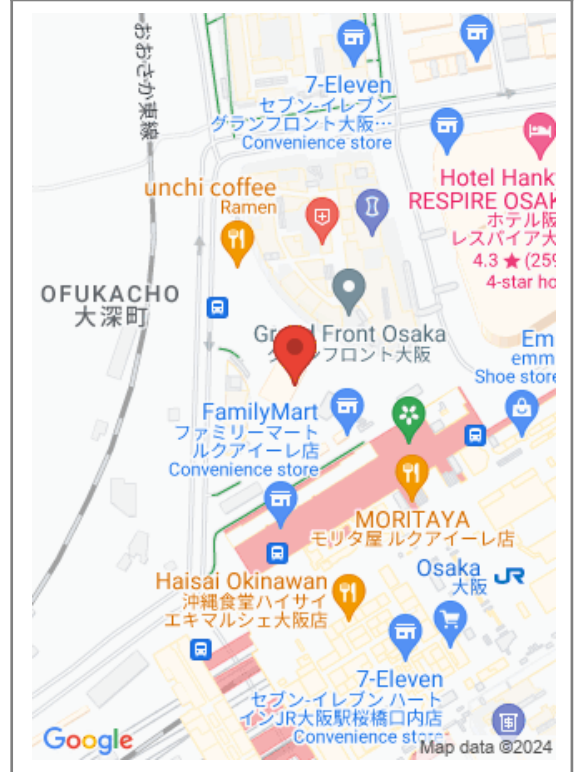 おおさか東線
7-Eleven
セブン-イレブン
グランフロント大阪…
Convenience store
unchi coffee
Ramen
Hotel Hank
RESPIRE OSAK
ホテル阪
レスパイア大
4.3 ★ (259
4-star ho
OFUKACHO
大深町
Grand Front Osaka
グランフロント大阪
Em
emm
Shoe store
FamilyMart
ファミリーマート
ルクアイーレ店
Convenience store
MORITAYA
モリタ屋 ルクアイーレ店
Osaka
大阪
JR
Haisai Okinawan
沖縄食堂ハイサイ
エキマルシェ大阪店
7-Eleven
セブン-イレブン ハート
インJR大阪駅桜橋口内店
Convenience store
Google
Map data ©2024